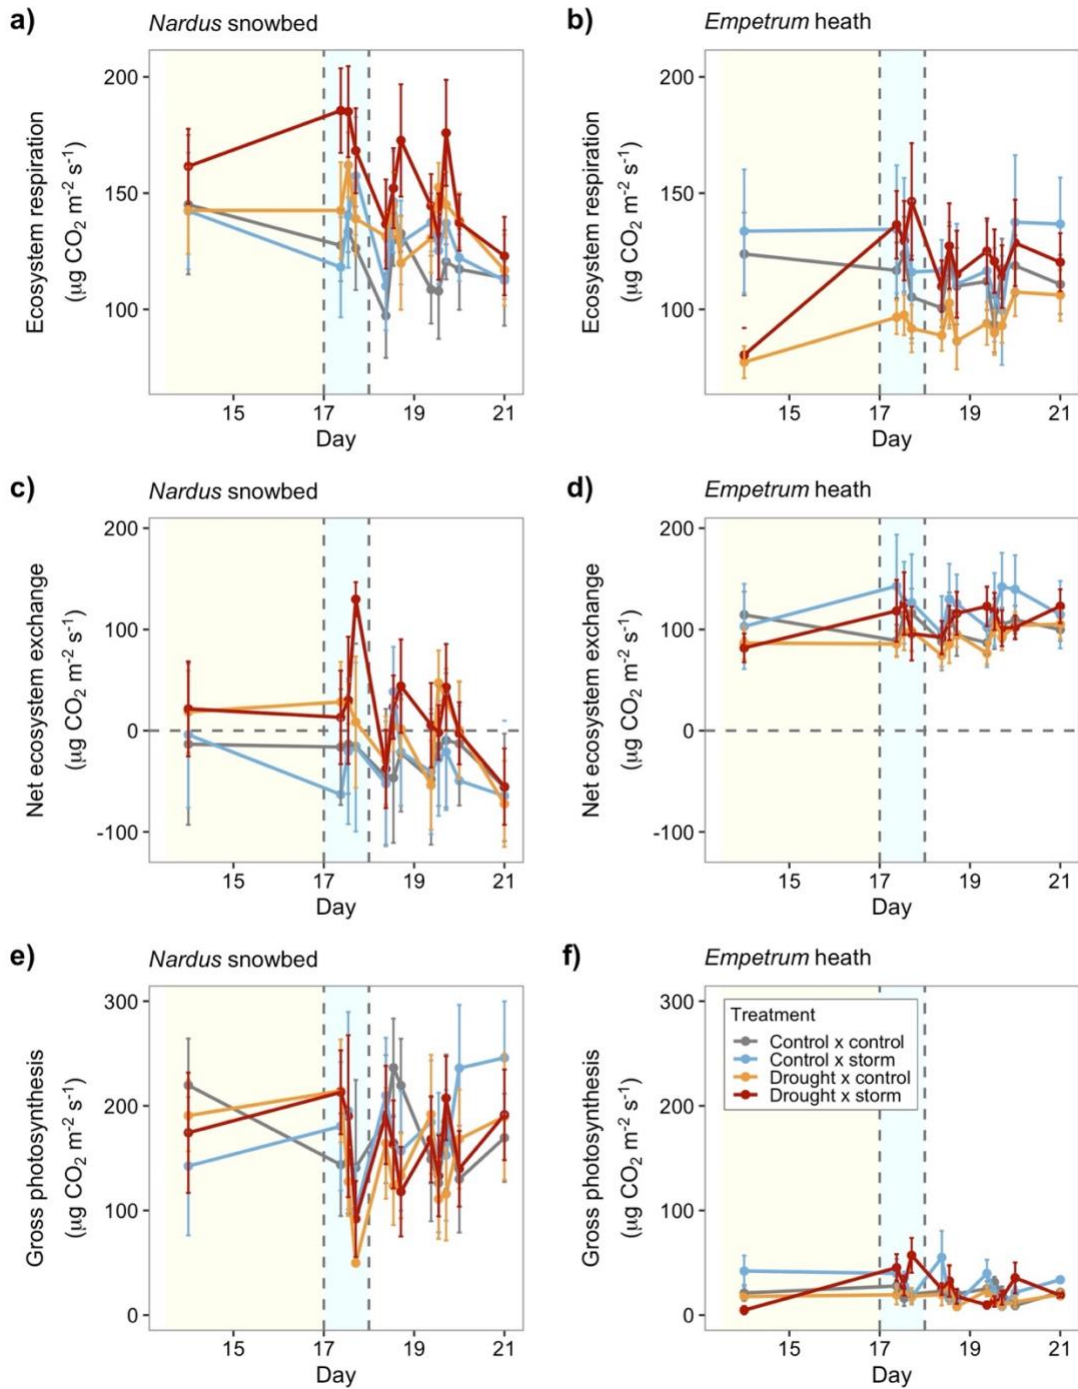 a)
Nardus snowbed
200
150
100
Ecosystem respiration
(µg CO2 m-2 s-1)
15
17
19
21
Day
b)
Empetrum heath
200
150
100
Ecosystem respiration
(µg CO2 m-2 s-1)
15
17
19
21
Day
c)
Nardus snowbed
200
100
0
-100
Net ecosystem exchange
(µg CO2 m-2 s-1)
15
17
19
21
Day
d)
Empetrum heath
200
100
0
-100
Net ecosystem exchange
(µg CO2 m-2 s-1)
15
17
19
21
Day
e)
Nardus snowbed
300
200
100
0
Gross photosynthesis
(µg CO2 m-2 s-1)
15
17
19
21
Day
f)
Empetrum heath
300
200
100
0
Gross photosynthesis
(µg CO2 m-2 s-1)
Treatment
Control x control
Control x storm
Drought x control
Drought x storm
15
17
19
21
Day